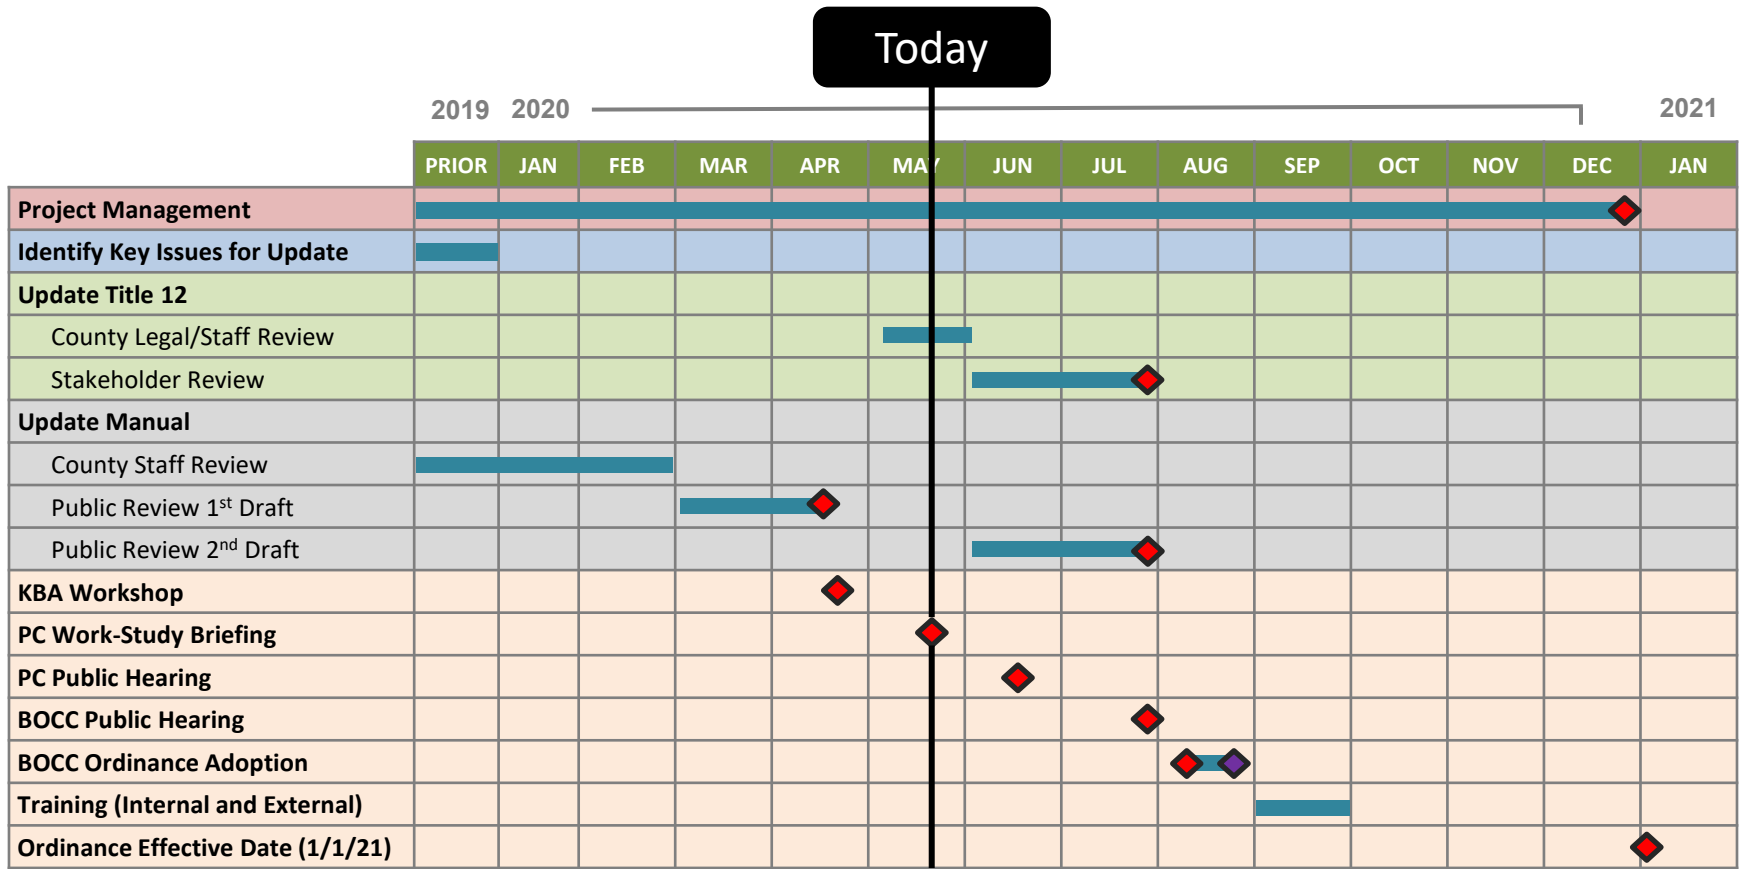 Today
2019 2020 2021
PRIOR JAN FEB MAR APR MAY JUN JUL AUG SEP OCT NOV DEC JAN
Project Management
Identify Key Issues for Update
Update Title 12
County Legal/Staff Review
Stakeholder Review
Update Manual
County Staff Review
Public Review 1st Draft
Public Review 2nd Draft
KBA Workshop
PC Work-Study Briefing
PC Public Hearing
BOCC Public Hearing
BOCC Ordinance Adoption
Training (Internal and External)
Ordinance Effective Date (1/1/21)